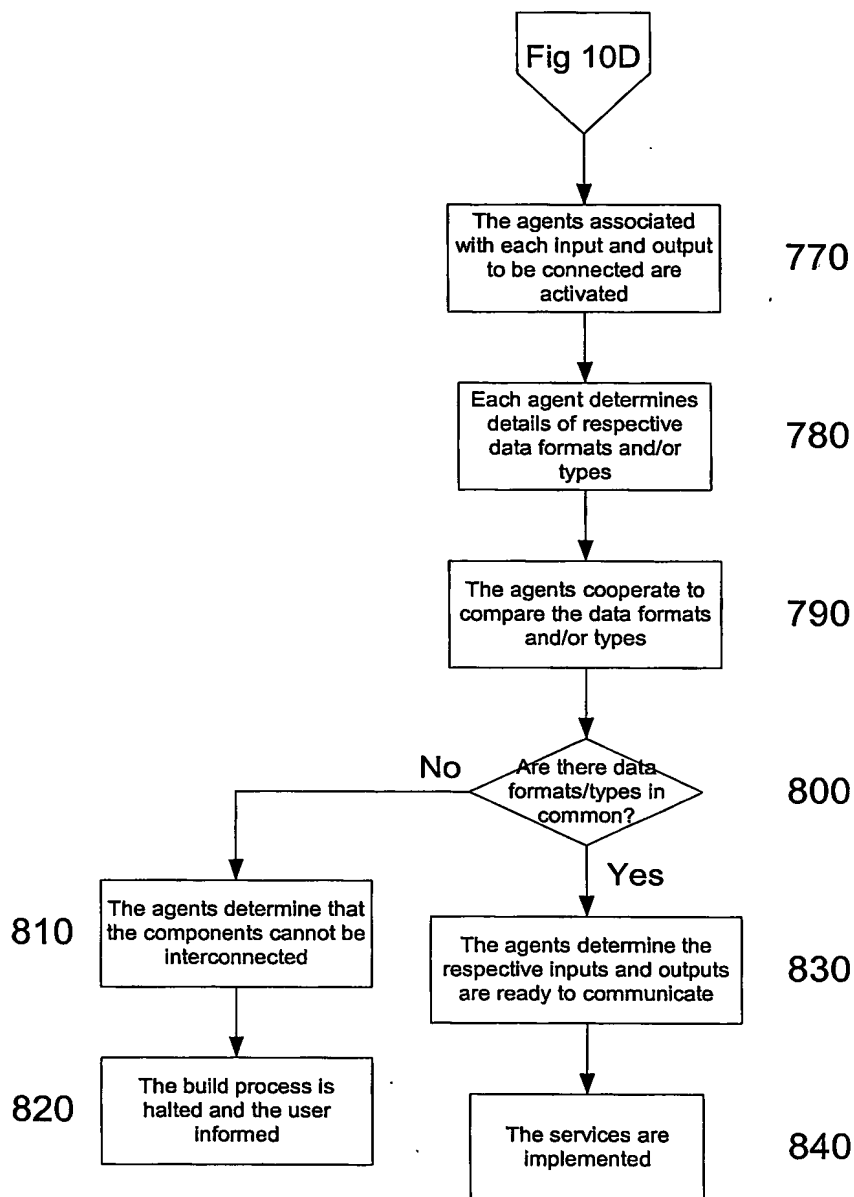 Fig 10D
The agents associated
with each input and output
to be connected are
activated
770
Each agent determines
details of respective
data formats and/or
types
780
The agents cooperate to
compare the data formats
and/or types
790
No
Are there data
formats/types in
common?
800
Yes
810
The agents determine that
the components cannot be
interconnected
The agents determine the
respective inputs and outputs
are ready to communicate
830
820
The build process is
halted and the user
informed
The services are
implemented
840